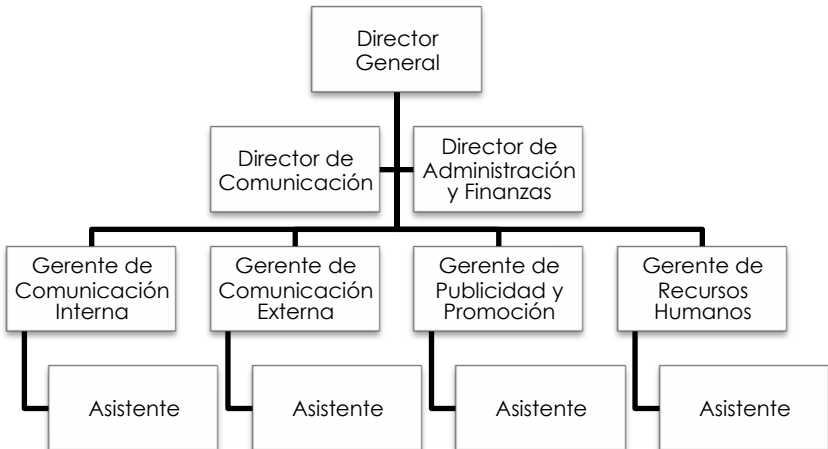 Director
General
Director de
Comunicación
Director de
Administración
y Finanzas
Gerente de
Comunicación
Interna
Gerente de
Comunicación
Externa
Gerente de
Publicidad y
Promoción
Gerente de
Recursos
Humanos
Asistente
Asistente
Asistente
Asistente